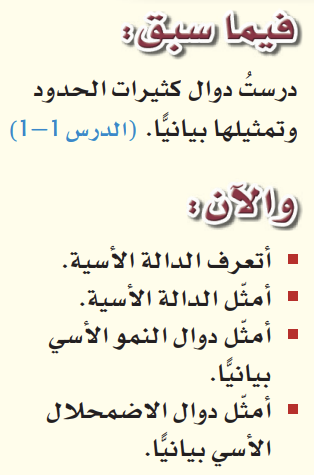 فيما سبق:
درستُ دوال كثيرات الحدود
وتمثيلها بيانيًّا. (الدرس 1–1)
والآن:
■ أتعرف الدالة الأسية.
■ أمثّل الدالة الأسية.
■ أمثّل دوال النمو الأسي
بيانيًّا.
■ أمثّل دوال الاضمحلال
الأسي بيانيًّا.